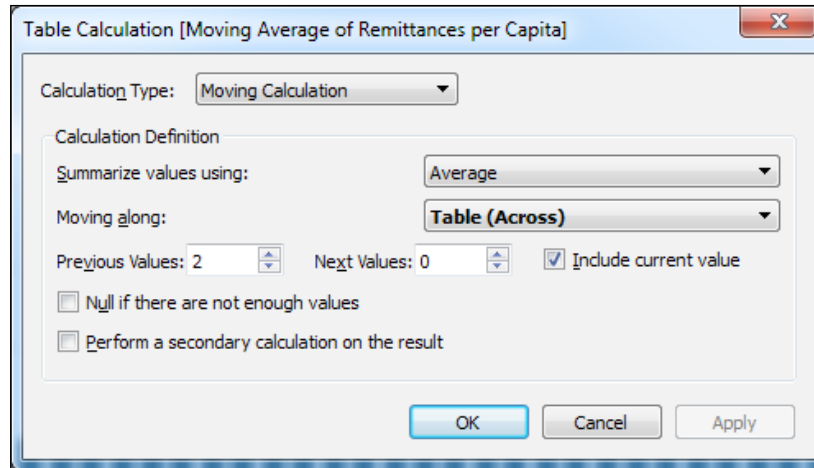 Table Calculation [Moving Average of Remittances per Capita]
Calculation Type: Moving Calculation
Calculation Definition
Summarize values using: Average
Moving along: Table (Across)
Previous Values: 2 Next Values: 0 Include current value
Null if there are not enough values
Perform a secondary calculation on the result
OK Cancel Apply